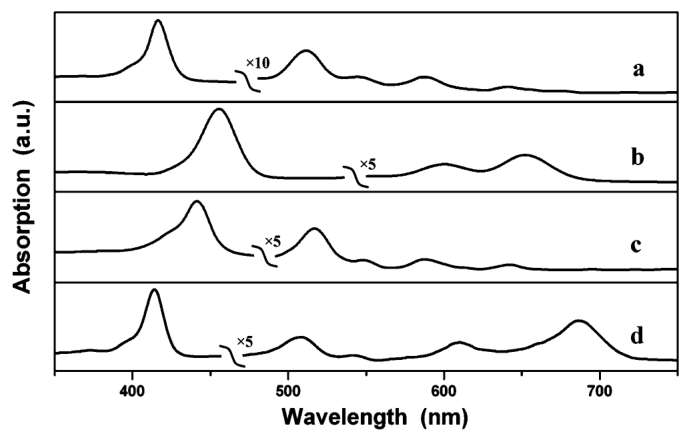 ×10
a
×5
b
×5
c
×5
d
Absorption (a.u.)
400 500 600 700
Wavelength (nm)